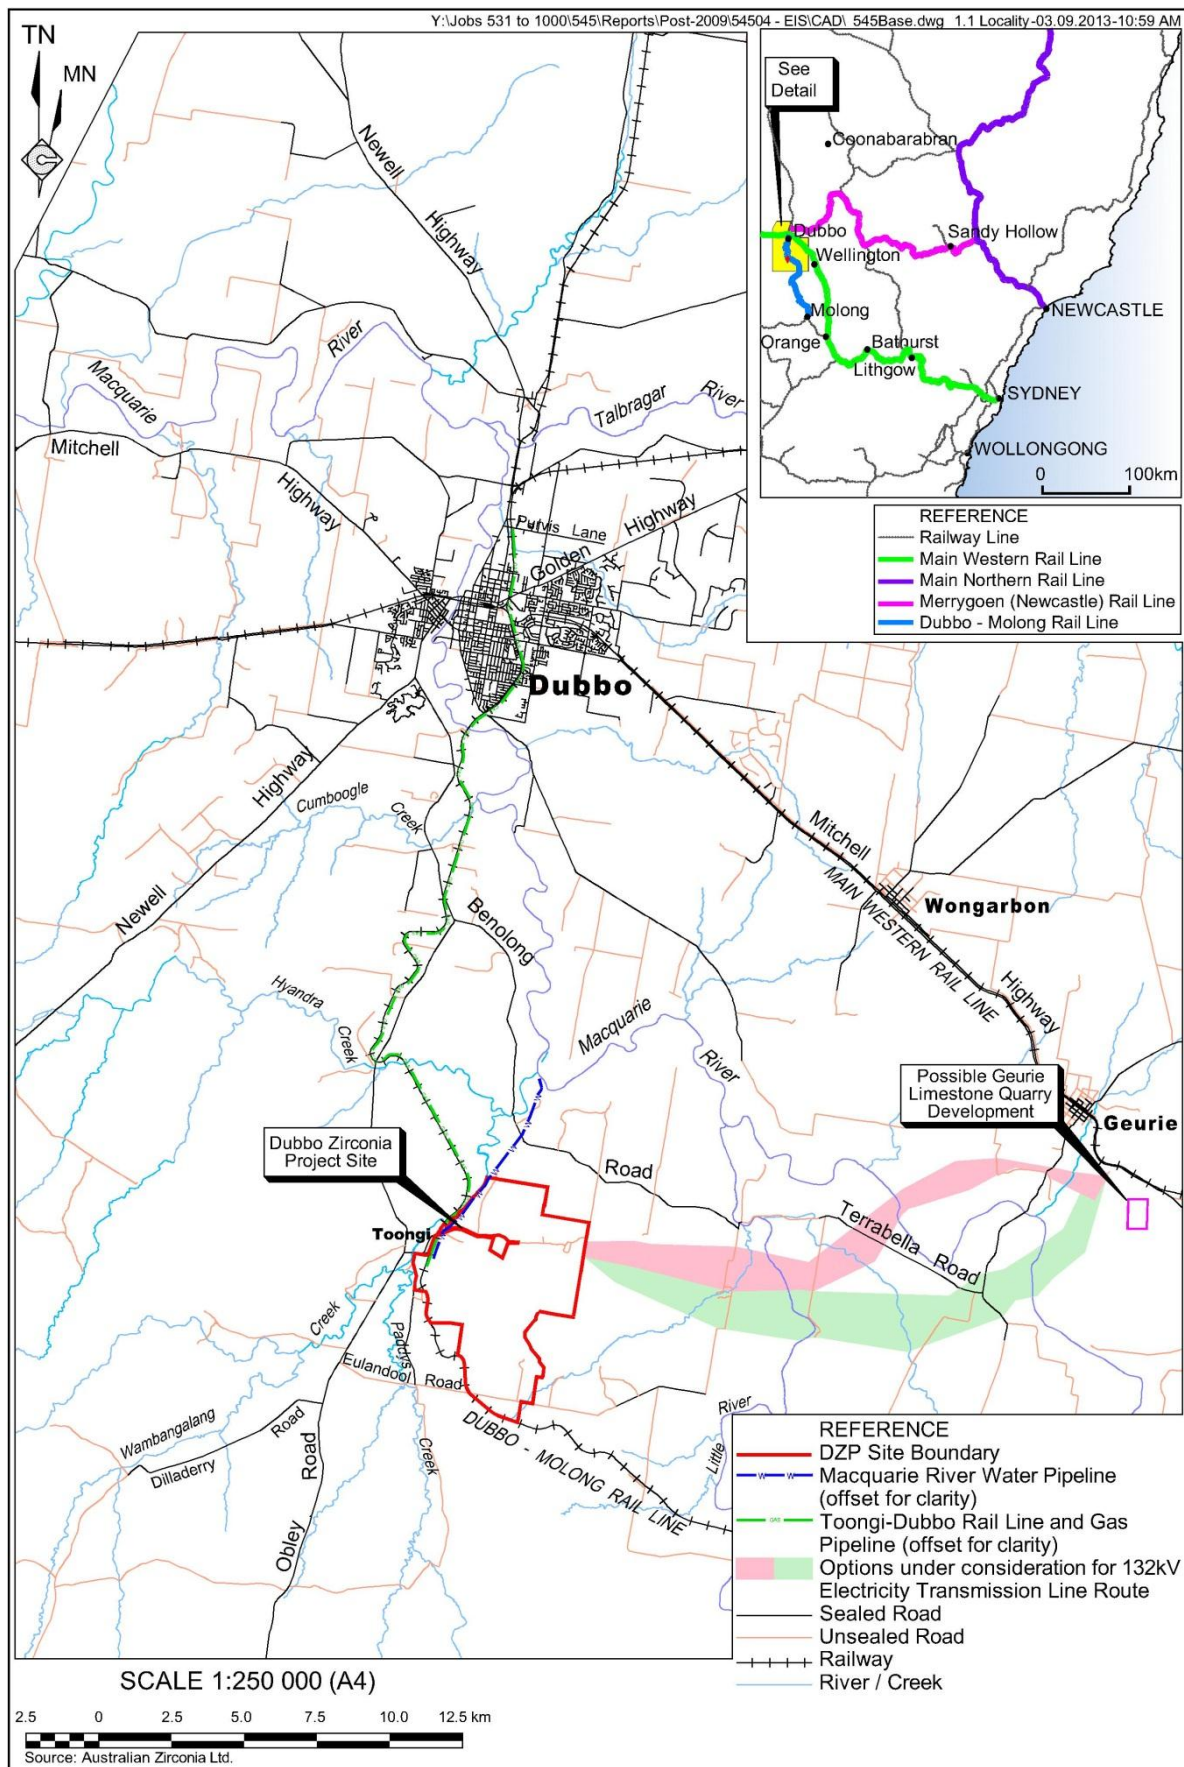 Y:\Jobs 531 to 1000\545\Reports\Post-2009\54504 - EIS\CAD\_545Base.dwg 1.1 Locality-03.09.2013-10:59 AM
TN
MN
See
Detail
Coonabarabran
Dubbo
Sandy Hollow
Wellington
Molong
NEWCASTLE
Orange
Bathurst
Lithgow
SYDNEY
WOLLONGONG
0 100km
REFERENCE
Railway Line
Main Western Rail Line
Main Northern Rail Line
Merrygoen (Newcastle) Rail Line
Dubbo - Molong Rail Line
Newell
Highway
River
Macquarie
Talbragar River
Mitchell
Highway
Purvis Lane
Highway
Golden
Dubbo
Highway
Cumboogle
Creek
Newell
Mitchell
MAIN WESTERN RAIL LINE
Wongarbon
Highway
Benolong
Hyandra
Creek
Macquarie
River
Possible Geurie
Limestone Quarry
Development
Geurie
Dubbo Zirconia
Project Site
Road
Toongi
Terrabella Road
Creek
Paddys
Eulandool Road
DUBBO - MOLONG RAIL LINE
River
Little
Wambangalang
Road
Dilladerry
Road
Creek
Obley
REFERENCE
DZP Site Boundary
W W
Macquarie River Water Pipeline
(offset for clarity)
GAS
Toongi-Dubbo Rail Line and Gas
Pipeline (offset for clarity)
Options under consideration for 132kV
Electricity Transmission Line Route
Sealed Road
Unsealed Road
Railway
River / Creek
SCALE 1:250 000 (A4)
2.5 0 2.5 5.0 7.5 10.0 12.5 km
Source: Australian Zirconia Ltd.